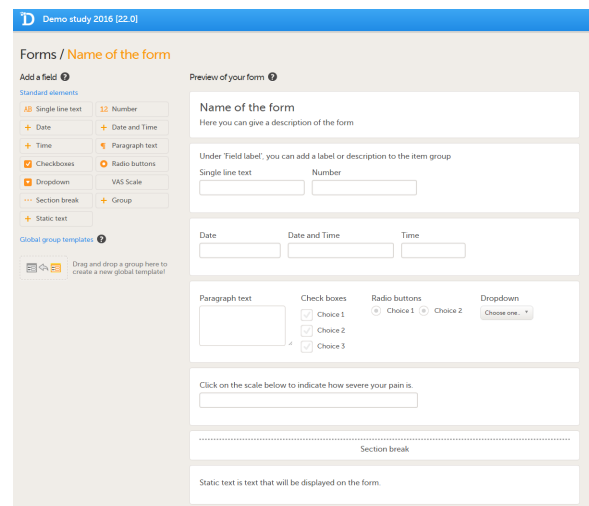 Demo study 2016 [22.0]
Forms / Name of the form
Add a field ?
Standard elements
AB Single line text
12 Number
+ Date
+ Date and Time
+ Time
¶ Paragraph text
Checkboxes
Radio buttons
Dropdown
VAS Scale
Section break
+ Group
+ Static text
Global group templates ?
Drag and drop a group here to
create a new global template!
Preview of your form ?
Name of the form
Here you can give a description of the form
Under 'Field label', you can add a label or description to the item group
Single line text Number
Date Date and Time Time
Paragraph text Check boxes Radio buttons Dropdown
Choice 1 Choice 1 Choice 2 Choose one..
Choice 2
Choice 3
Click on the scale below to indicate how severe your pain is.
Section break
Static text is text that will be displayed on the form.